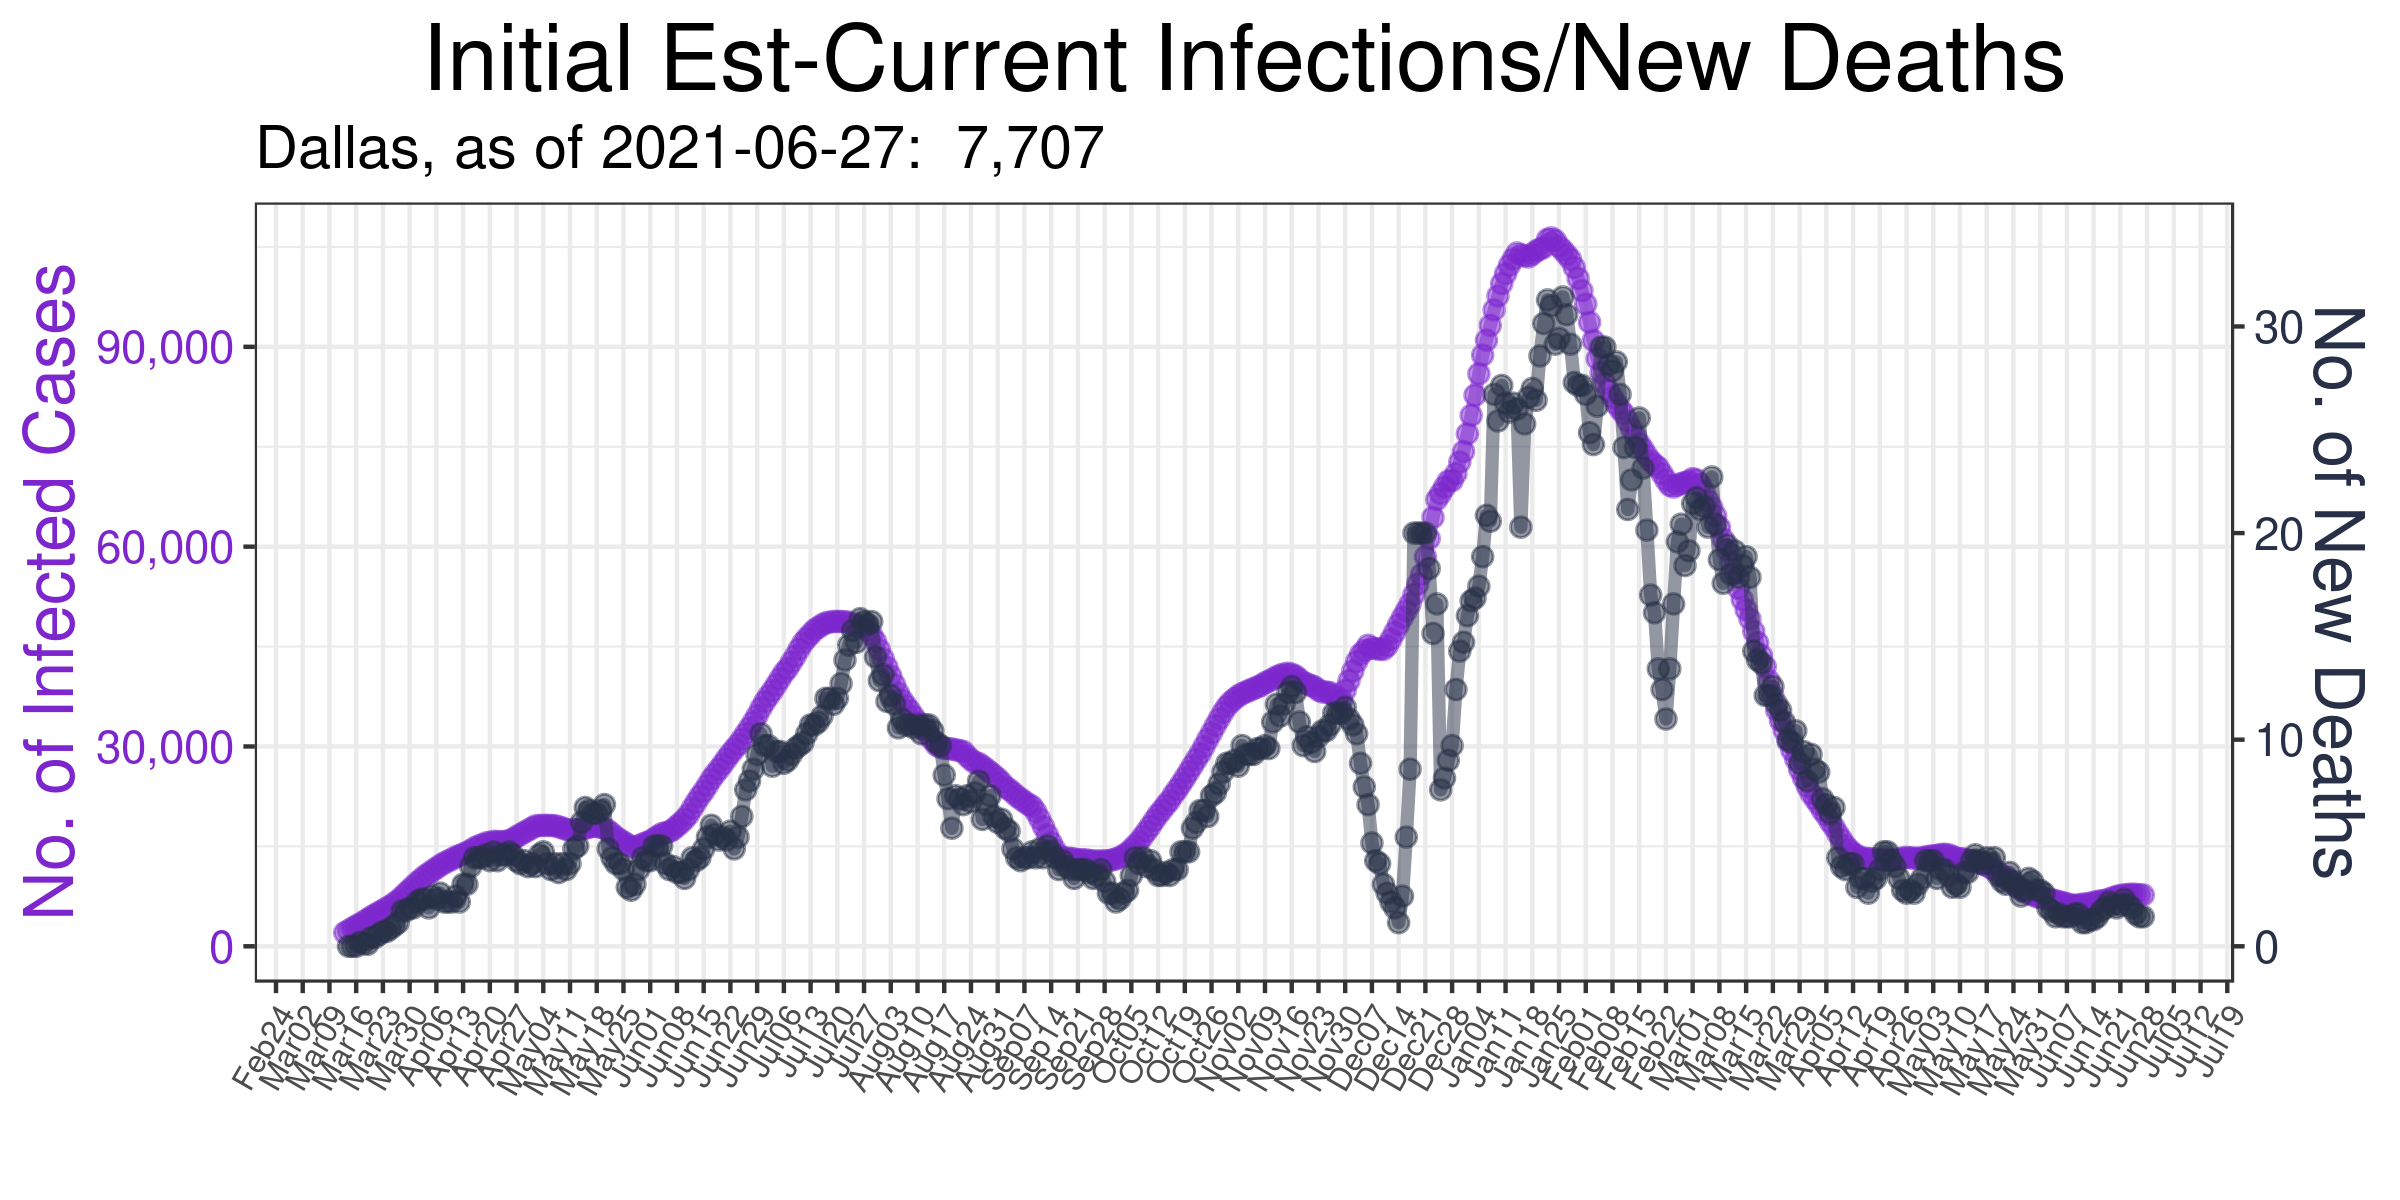 Initial Est-Current Infections/New Deaths
Dallas, as of 2021-06-27: 7,707
No. of Infected Cases
90,000
60,000
30,000
0
30
20
10
0
No. of New Deaths
Feb24
Mar02
Mar09
Mar16
Mar23
Mar30
Apr06
Apr13
Apr20
Apr27
May04
May11
May18
May25
Jun01
Jun08
Jun15
Jun22
Jun29
Jul06
Jul13
Jul20
Jul27
Aug03
Aug10
Aug17
Aug24
Aug31
Sep07
Sep14
Sep21
Sep28
Oct05
Oct12
Oct19
Oct26
Nov02
Nov09
Nov16
Nov23
Nov30
Dec07
Dec14
Dec21
Dec28
Jan04
Jan11
Jan18
Jan25
Feb01
Feb08
Feb15
Feb22
Mar01
Mar08
Mar15
Mar22
Mar29
Apr05
Apr12
Apr19
Apr26
May03
May10
May17
May24
May31
Jun07
Jun14
Jun21
Jun28
Jul05
Jul12
Jul19